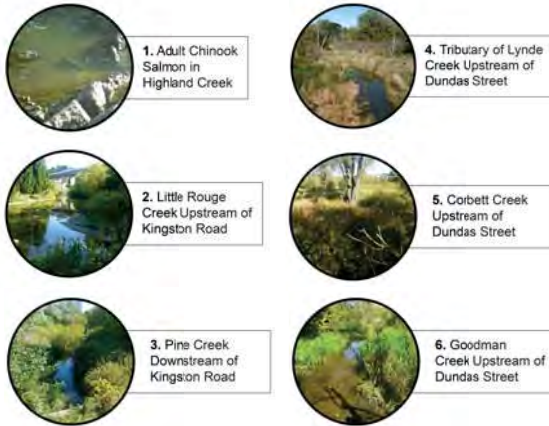 1. Adult Chinook
Salmon in
Highland Creek
2. Little Rouge
Creek Upstream of
Kingston Road
3. Pine Creek
Downstream of
Kingston Road
4. Tributary of Lynde
Creek Upstream of
Dundas Street
5. Corbett Creek
Upstream of
Dundas Street
6. Goodman
Creek Upstream of
Dundas Street